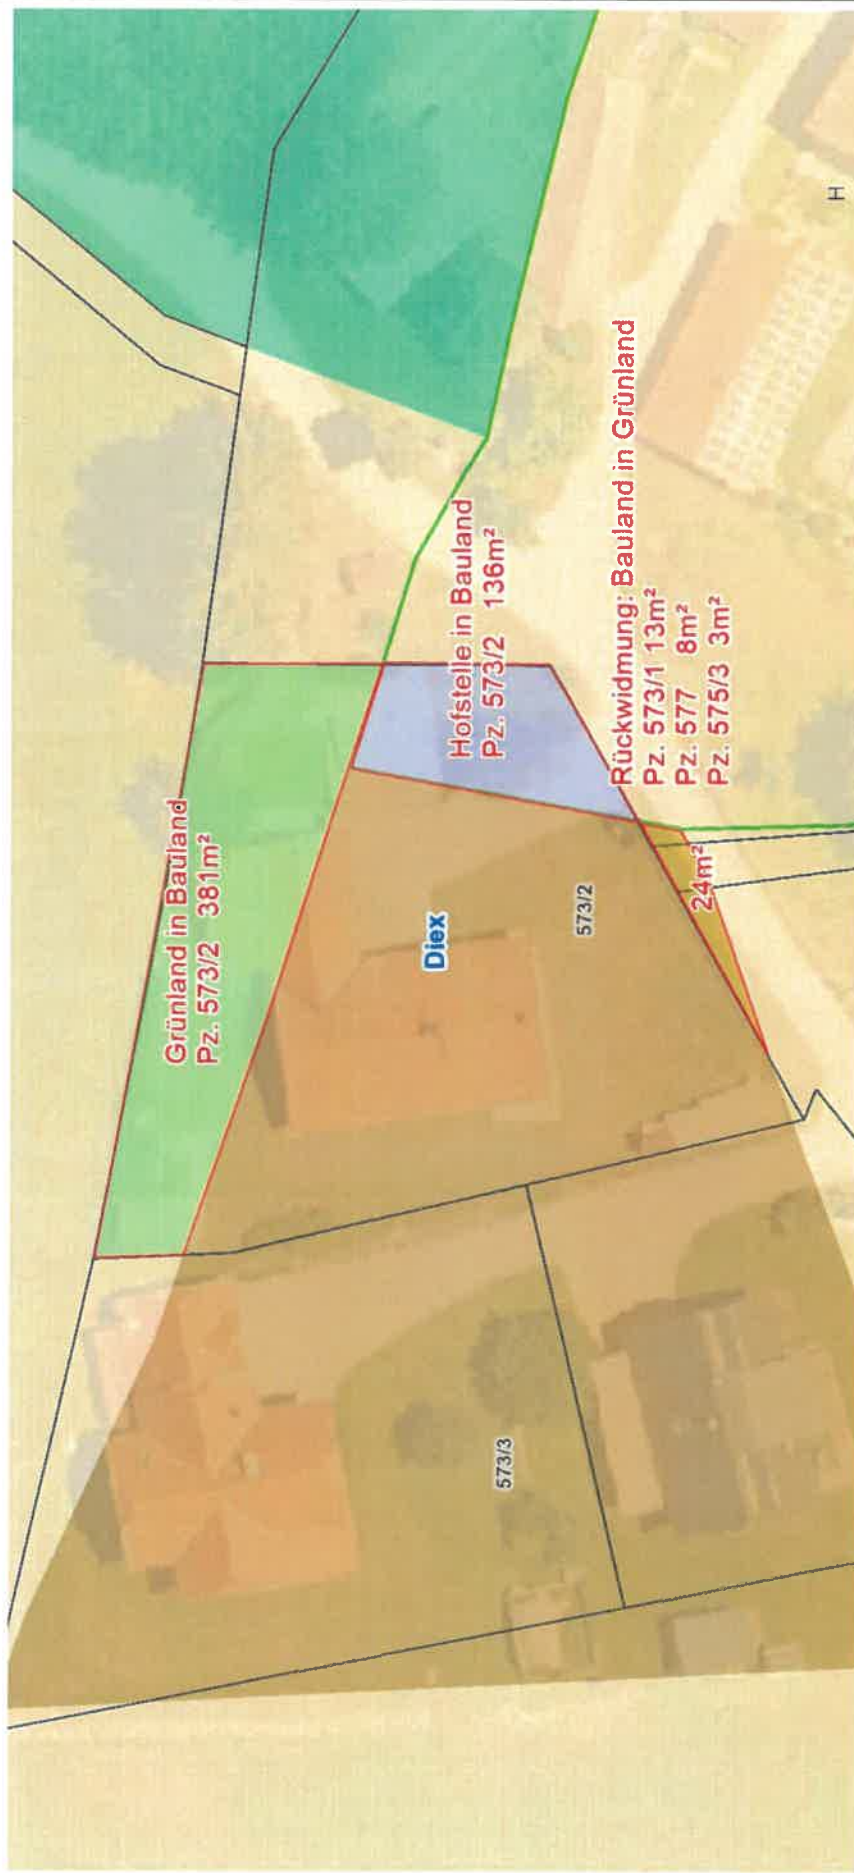 Grünland in Bauland
Pz. 573/2 381m²
Diex
Hofstelle in Bauland
Pz. 573/2 136m²
573/3
573/2
Rückwidmung: Bauland in Grünland
Pz. 573/1 13m²
Pz. 577 8m²
Pz. 575/3 3m²
24m²
H